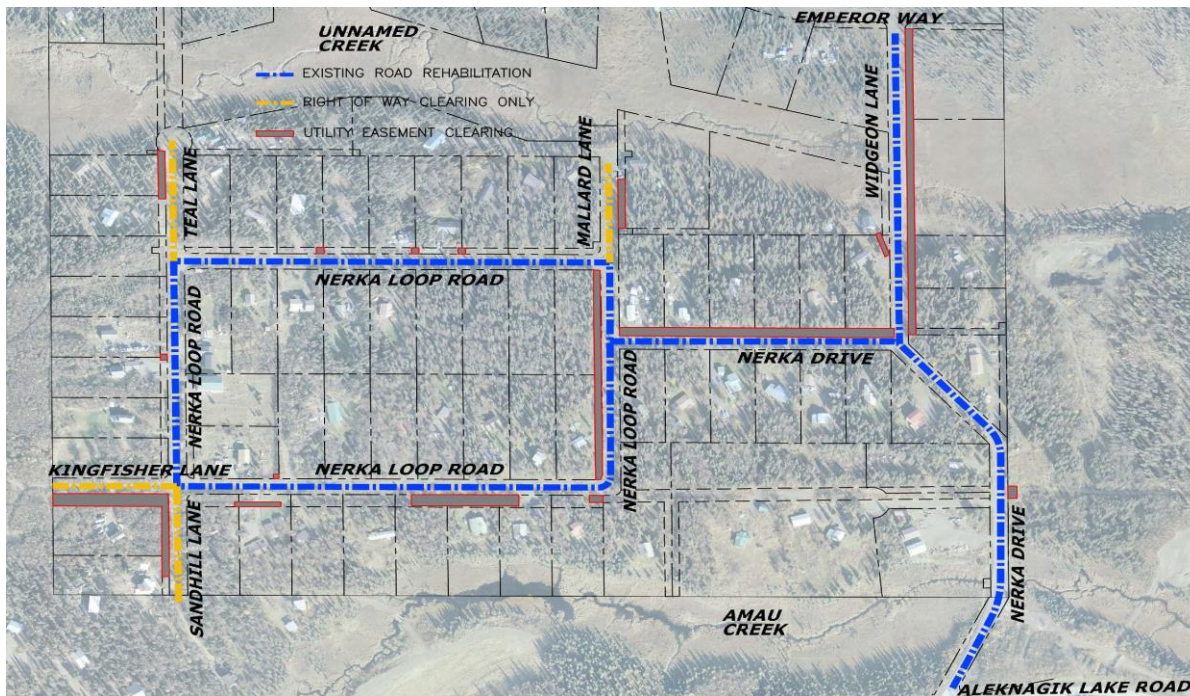 EMPEROR WAY
UNNAMED
CREEK
EXISTING ROAD REHABILITATION
RIGHT OF WAY CLEARING ONLY
UTILITY EASEMENT CLEARING
TEAL LANE
MALLARD LANE
WIDGEON LANE
NERKA LOOP ROAD
NERKA LOOP ROAD
NERKA LOOP ROAD
NERKA DRIVE
KINGFISHER LANE
NERKA LOOP ROAD
SANDHILL LANE
NERKA DRIVE
AMAU
CREEK
ALEKNAGIK LAKE ROAD